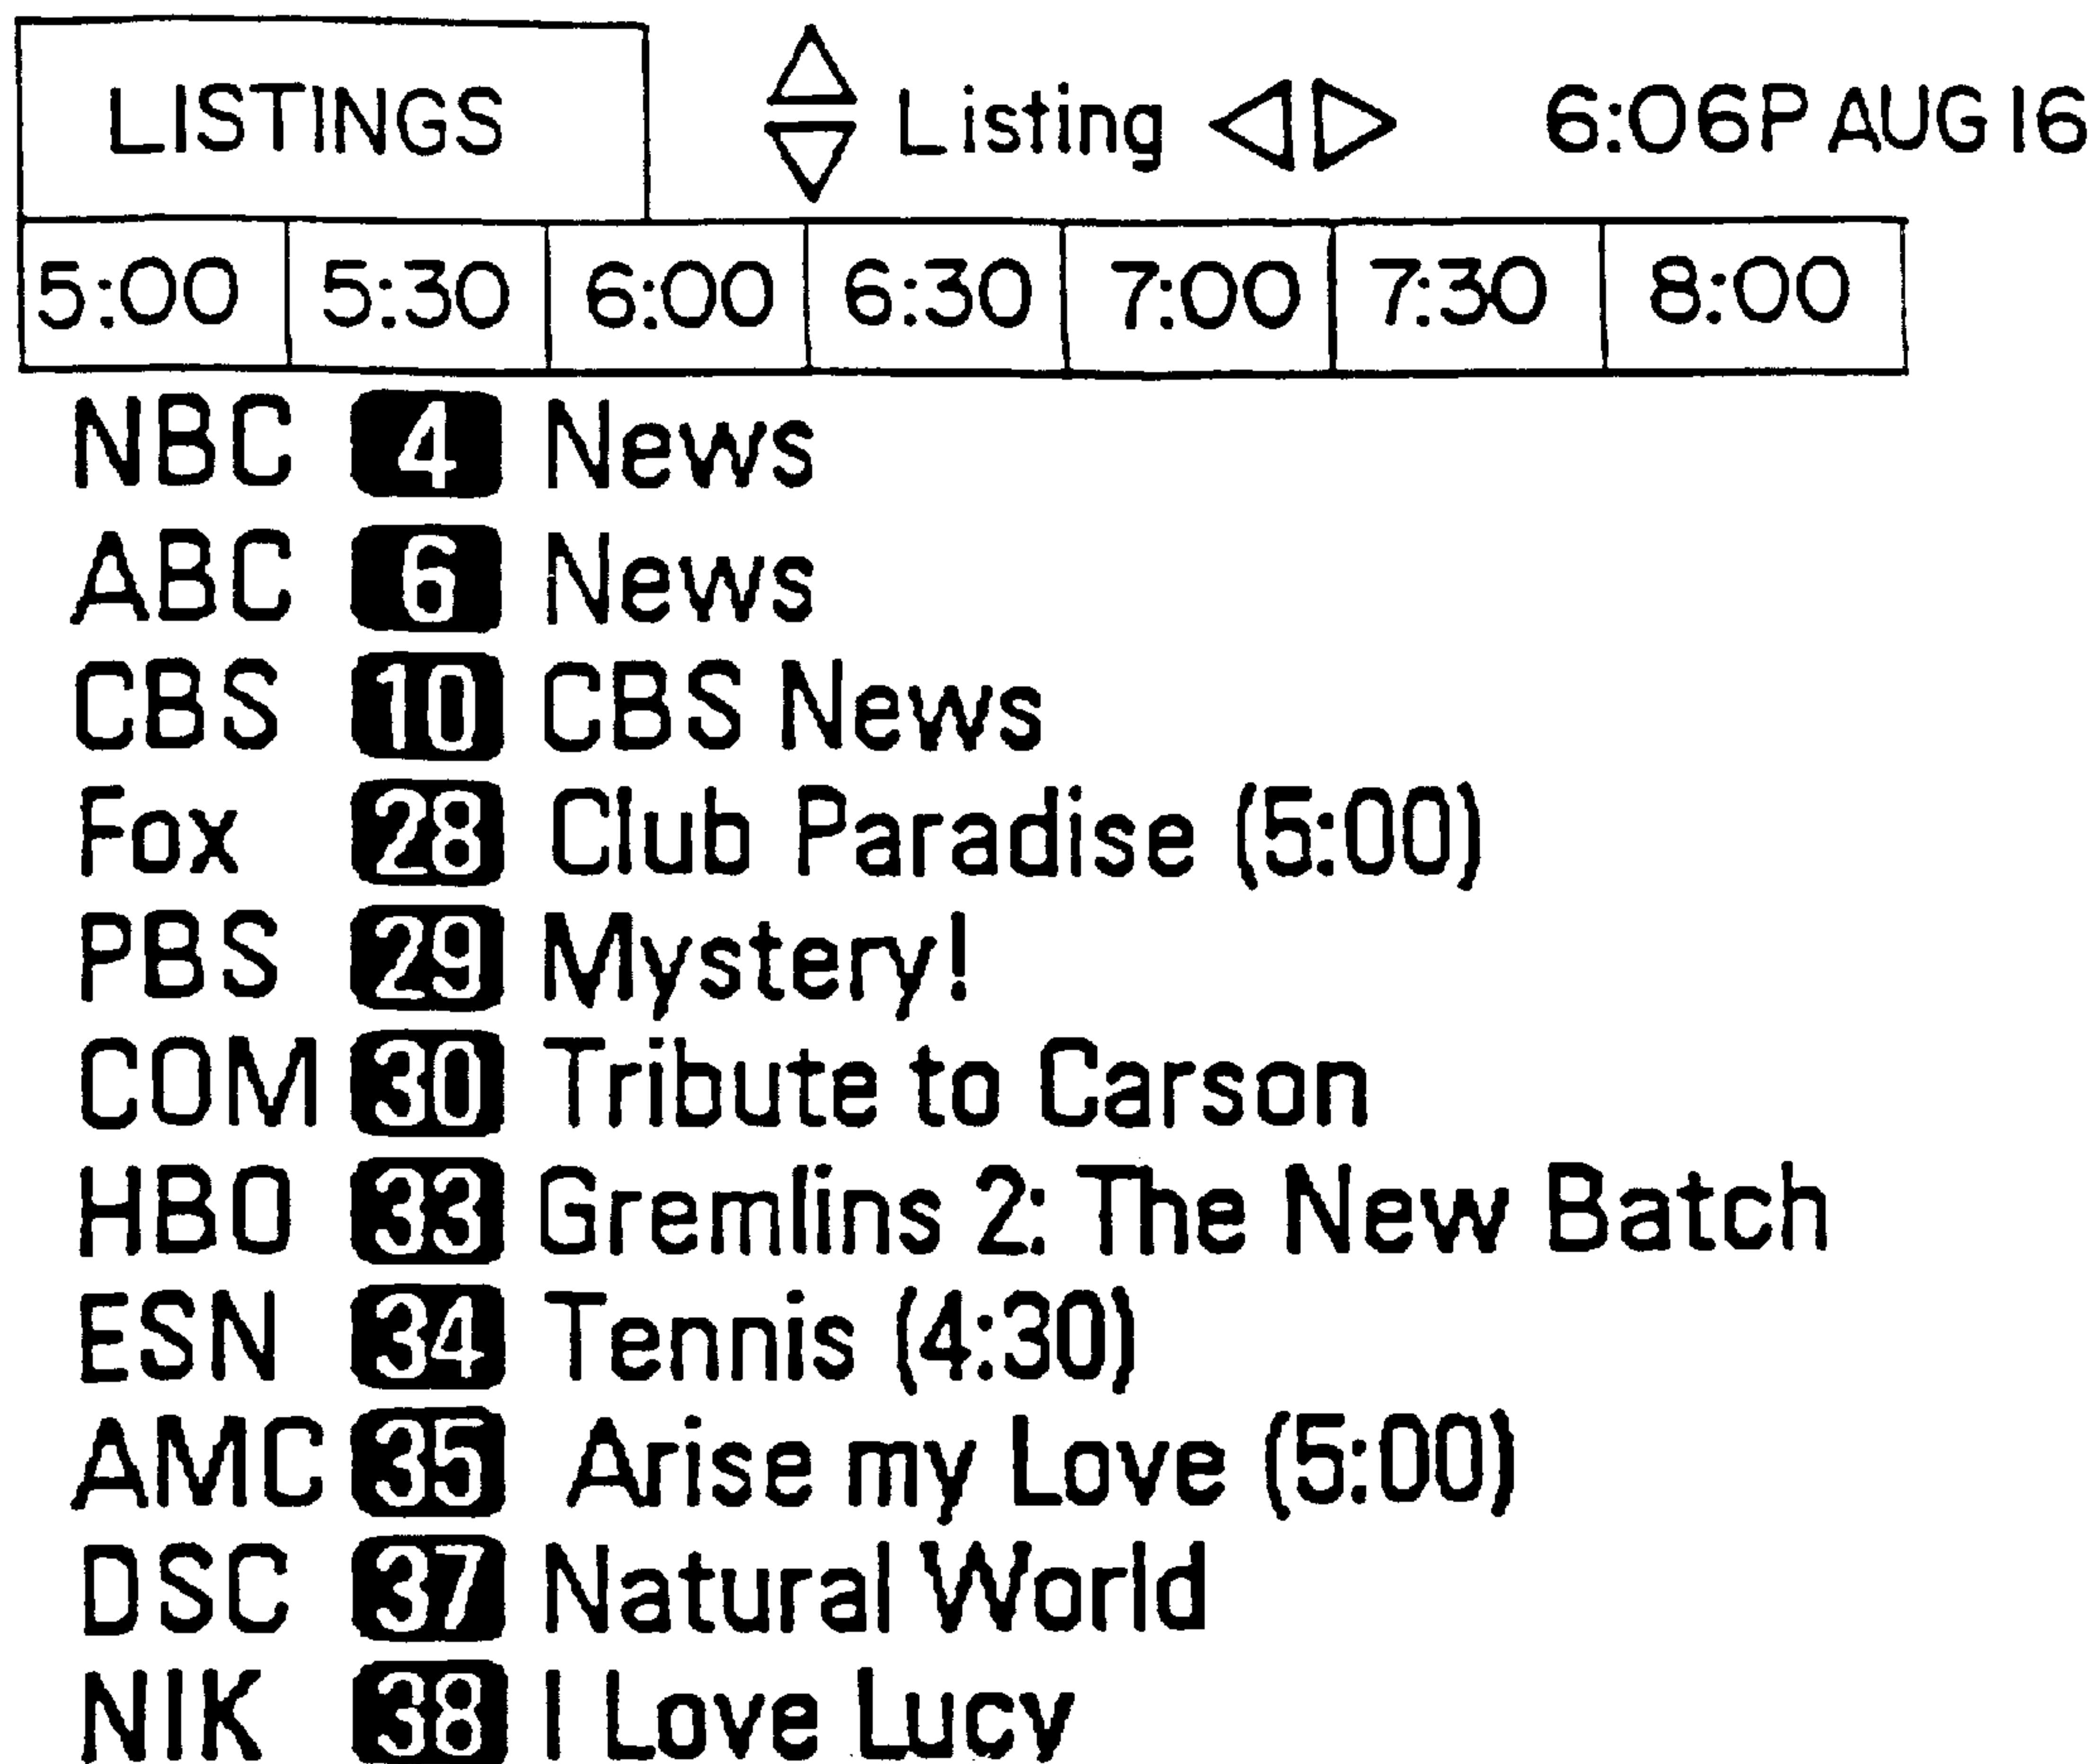 LISTINGS Listing 6:06P AUG 16
5:00 5:30 6:00 6:30 7:00 7:30 8:00
NBC 4 News
ABC 6 News
CBS 10 CBS News
Fox 28 Club Paradise (5:00)
PBS 29 Mystery!
COM 30 Tribute to Carson
HBO 33 Gremlins 2: The New Batch
ESN 34 Tennis (4:30)
AMC 35 Arise my Love (5:00)
DSC 37 Natural World
NIK 38 I Love Lucy